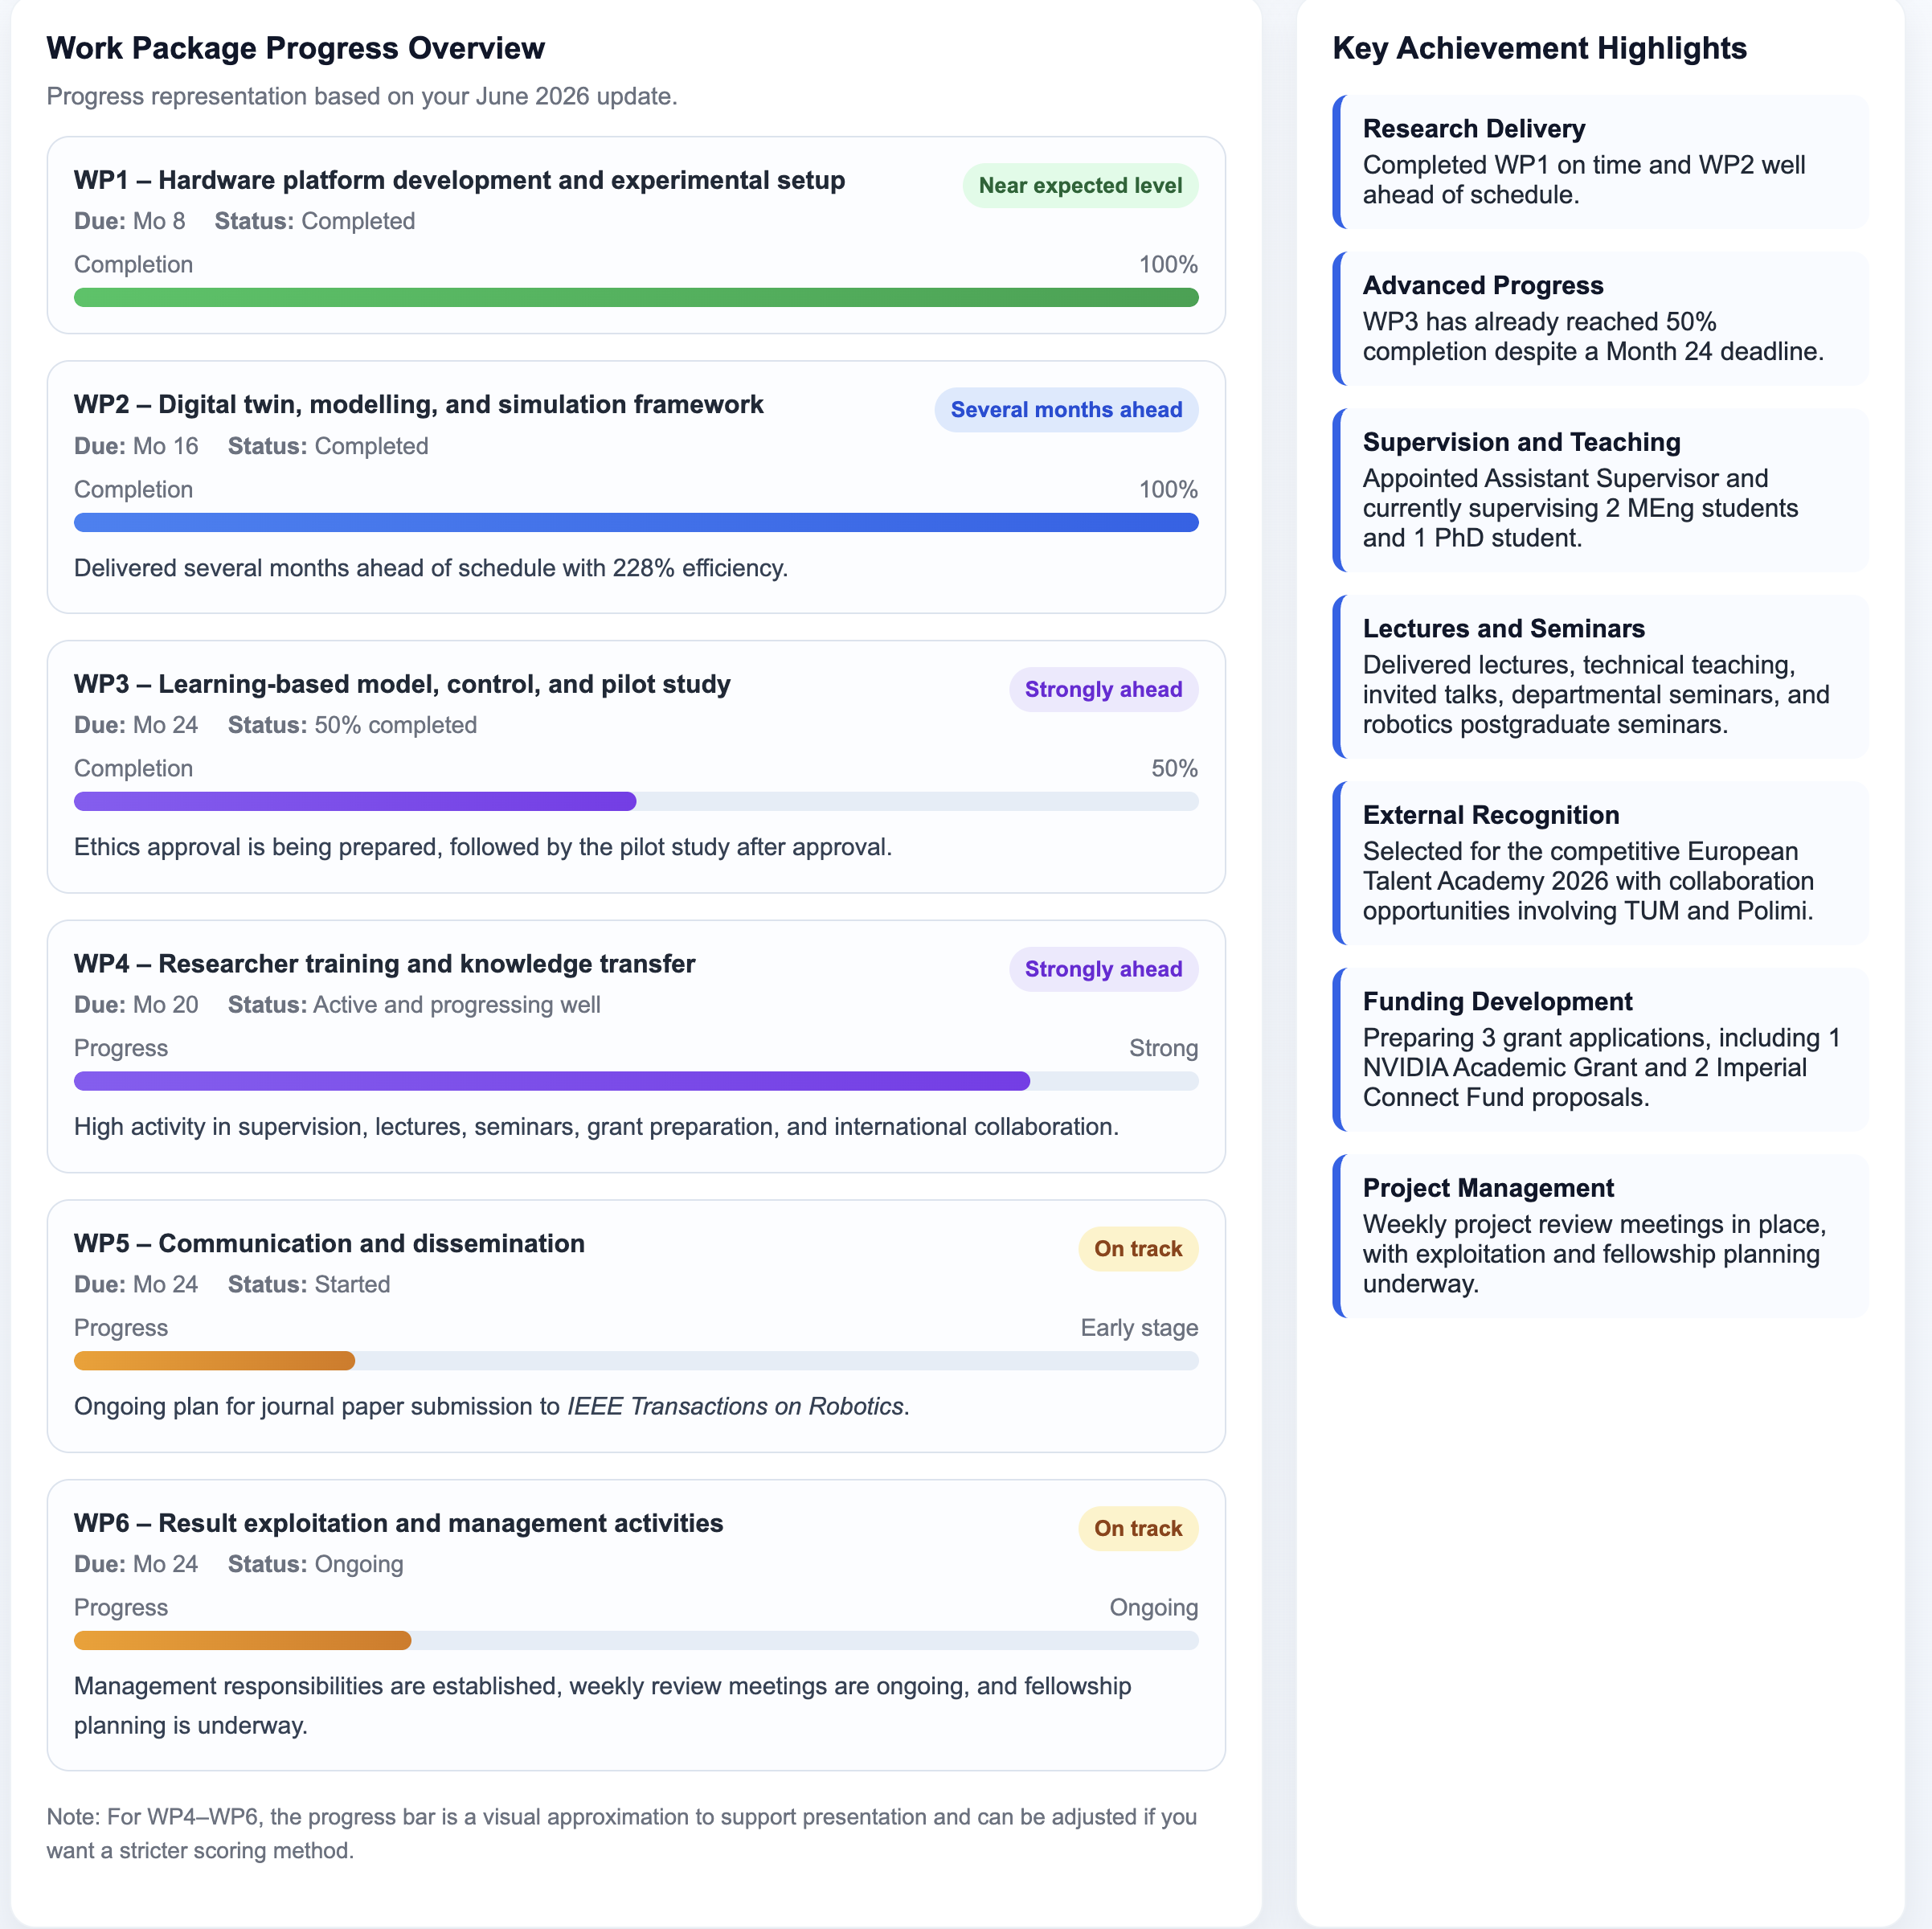 Work Package Progress Overview
Progress representation based on your June 2026 update.
WP1 – Hardware platform development and experimental setup
Near expected level
Due: Mo 8 Status: Completed
Completion 100%
WP2 – Digital twin, modelling, and simulation framework
Several months ahead
Due: Mo 16 Status: Completed
Completion 100%
Delivered several months ahead of schedule with 228% efficiency.
WP3 – Learning-based model, control, and pilot study
Strongly ahead
Due: Mo 24 Status: 50% completed
Completion 50%
Ethics approval is being prepared, followed by the pilot study after approval.
WP4 – Researcher training and knowledge transfer
Strongly ahead
Due: Mo 20 Status: Active and progressing well
Progress Strong
High activity in supervision, lectures, seminars, grant preparation, and international collaboration.
WP5 – Communication and dissemination
On track
Due: Mo 24 Status: Started
Progress Early stage
Ongoing plan for journal paper submission to IEEE Transactions on Robotics.
WP6 – Result exploitation and management activities
On track
Due: Mo 24 Status: Ongoing
Progress Ongoing
Management responsibilities are established, weekly review meetings are ongoing, and fellowship
planning is underway.
Note: For WP4–WP6, the progress bar is a visual approximation to support presentation and can be adjusted if you
want a stricter scoring method.
Key Achievement Highlights
Research Delivery
Completed WP1 on time and WP2 well
ahead of schedule.
Advanced Progress
WP3 has already reached 50%
completion despite a Month 24 deadline.
Supervision and Teaching
Appointed Assistant Supervisor and
currently supervising 2 MEng students
and 1 PhD student.
Lectures and Seminars
Delivered lectures, technical teaching,
invited talks, departmental seminars, and
robotics postgraduate seminars.
External Recognition
Selected for the competitive European
Talent Academy 2026 with collaboration
opportunities involving TUM and Polimi.
Funding Development
Preparing 3 grant applications, including 1
NVIDIA Academic Grant and 2 Imperial
Connect Fund proposals.
Project Management
Weekly project review meetings in place,
with exploitation and fellowship planning
underway.